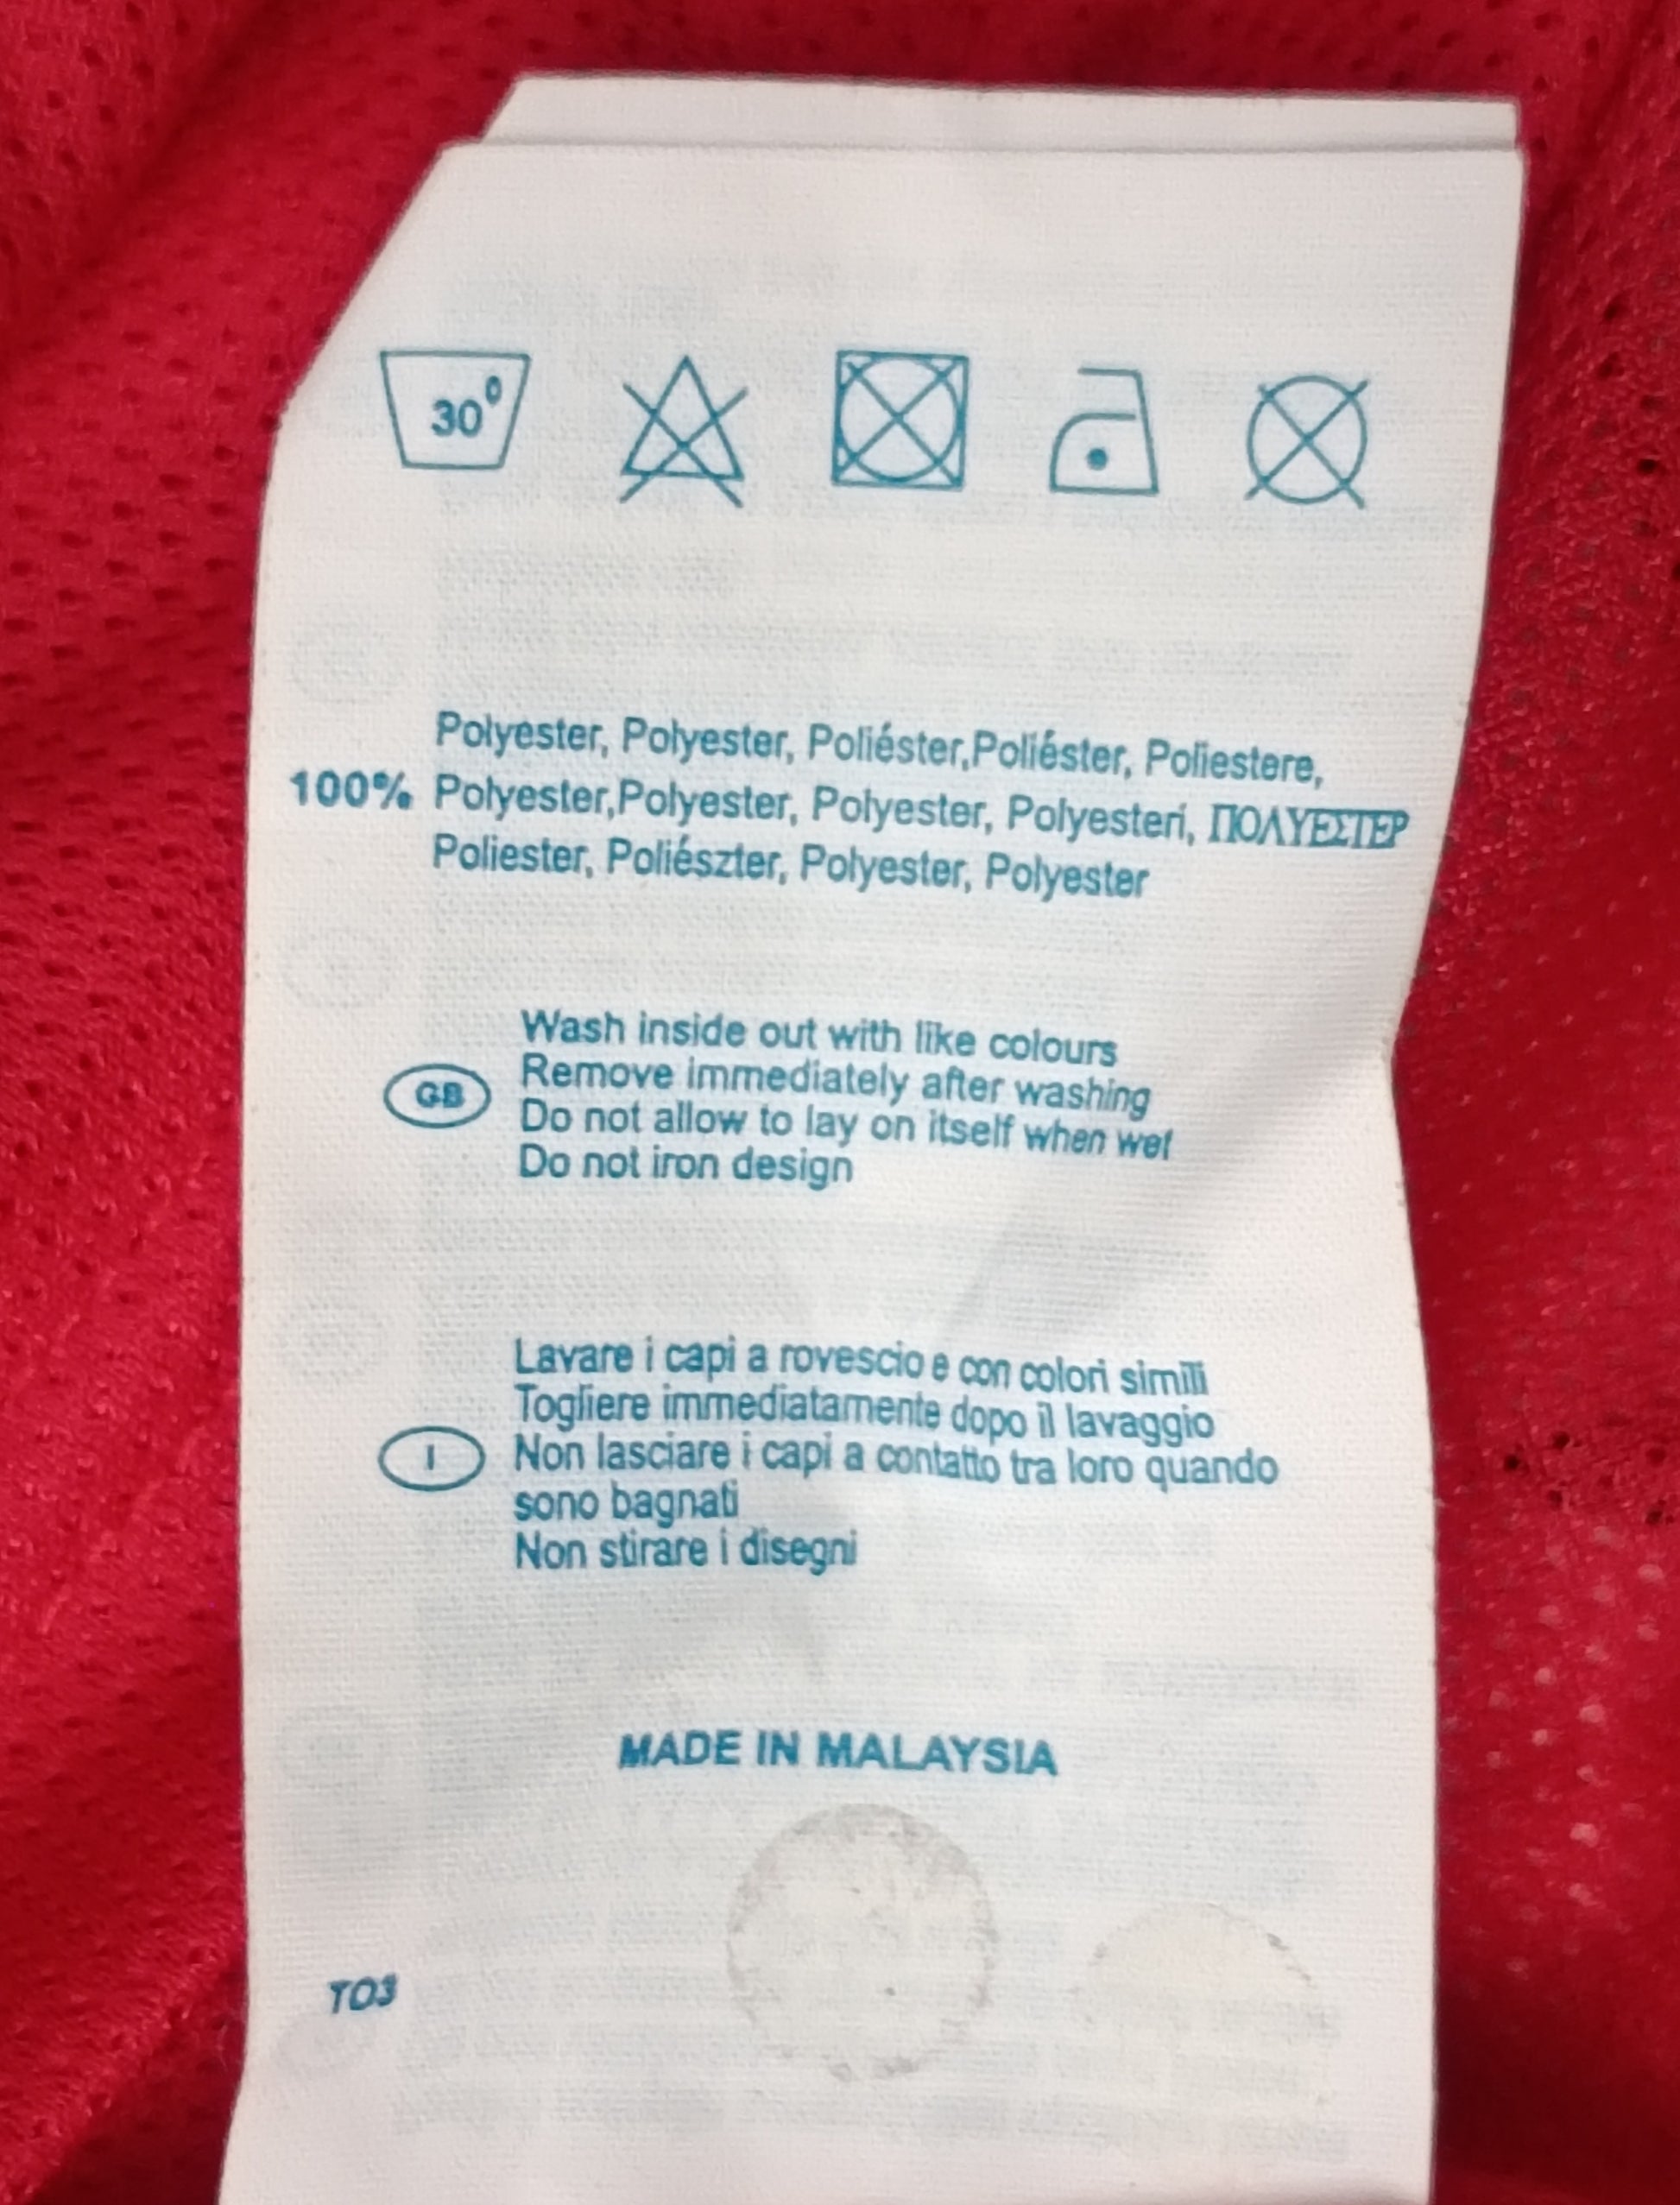 30°
Polyester, Polyester, Poliéster,Poliéster, Poliestere,
100% Polyester,Polyester, Polyester, Polyesteri, ΠΟΛΥΕΣΤΕΡ
Poliester, Poliészter, Polyester, Polyester
GB
Wash inside out with like colours
Remove immediately after washing
Do not allow to lay on itself when wet
Do not iron design
I
Lavare i capi a rovescio e con colori simili
Togliere immediatamente dopo il lavaggio
Non lasciare i capi a contatto tra loro quando
sono bagnati
Non stirare i disegni
MADE IN MALAYSIA
TO3